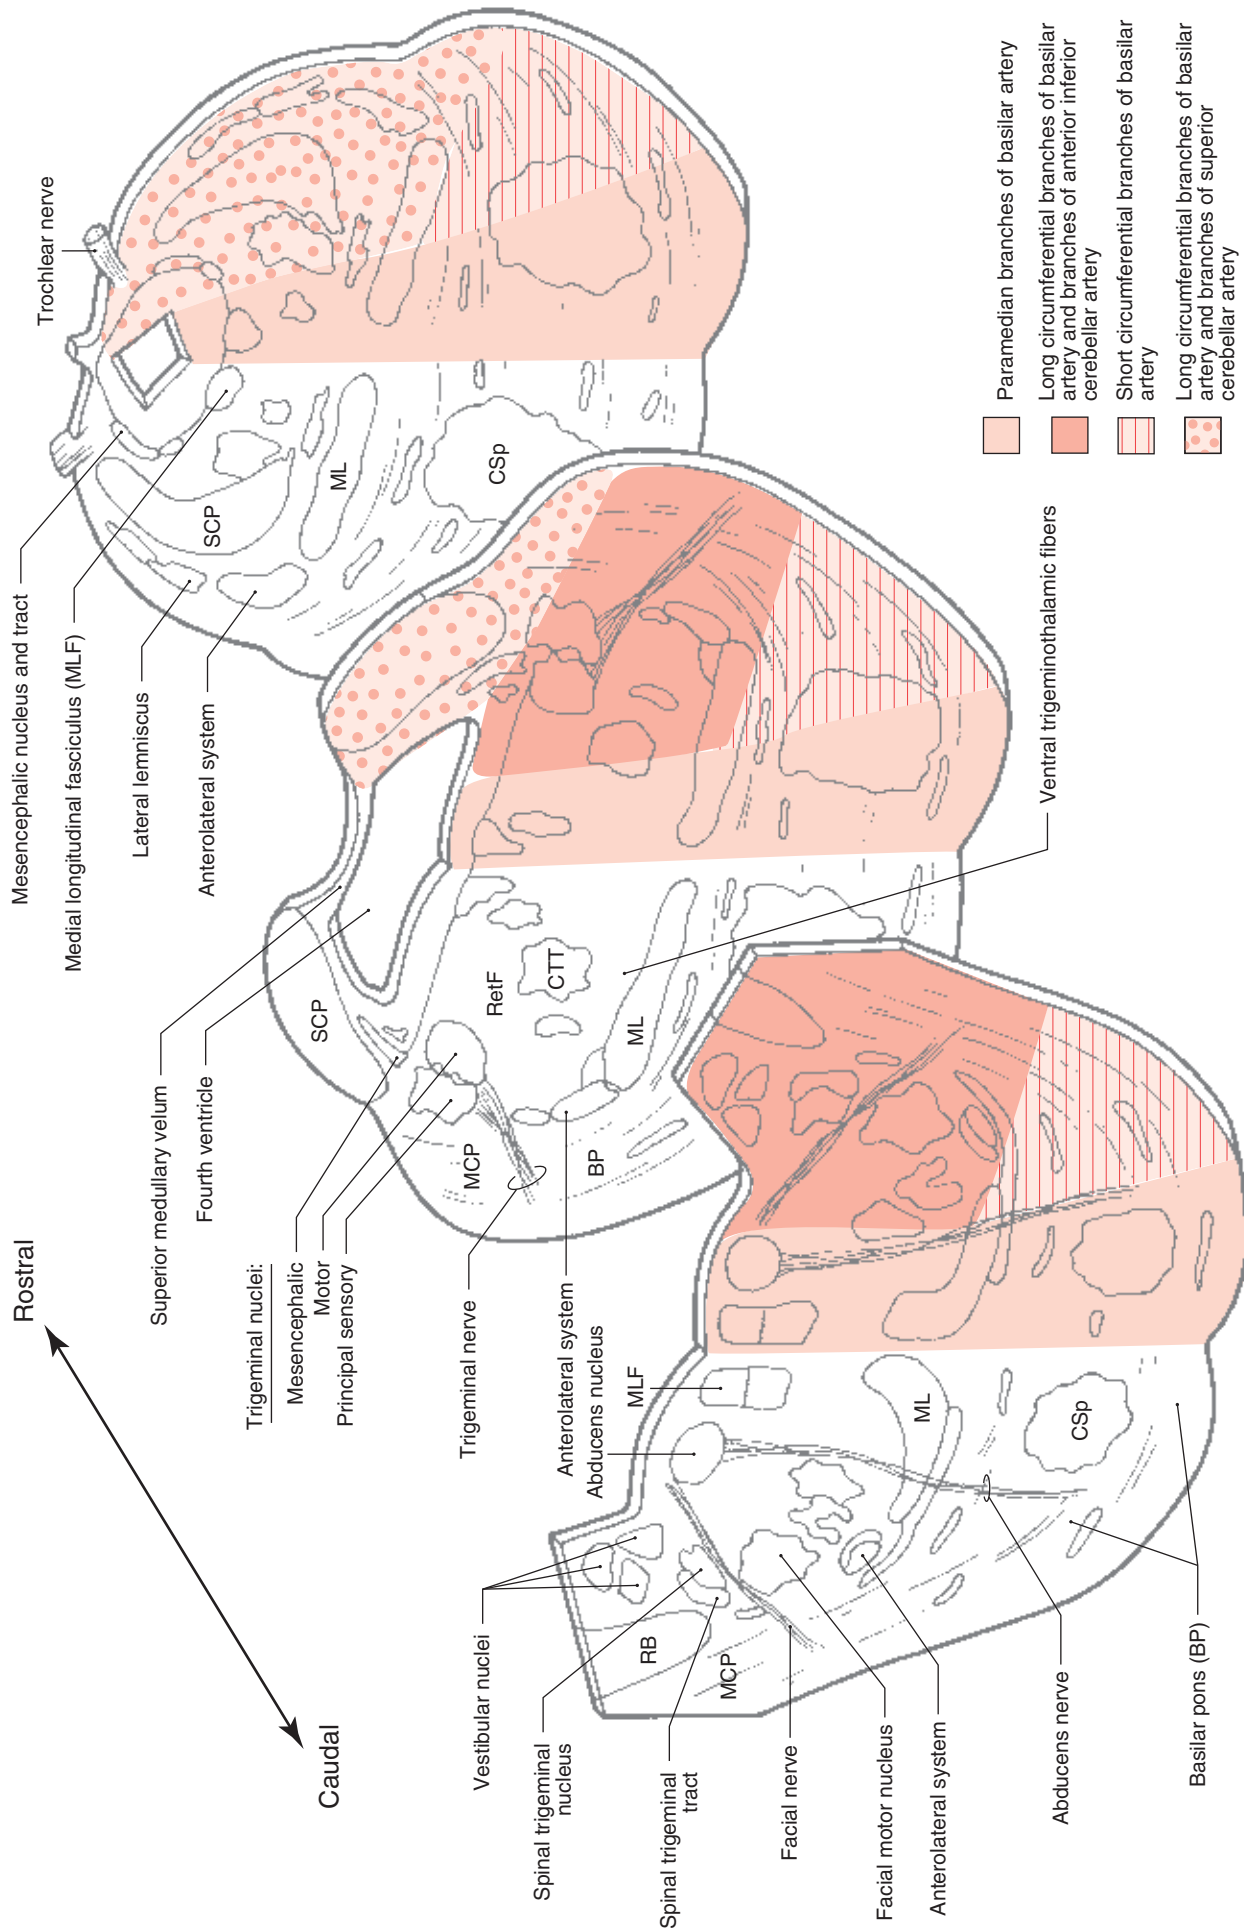 Rostral
Caudal
Trochlear nerve
Mesencephalic nucleus and tract
Medial longitudinal fasciculus (MLF)
Lateral lemniscus
Anterolateral system
SCP
ML
CSp
Superior medullary velum
Fourth ventricle
Trigeminal nuclei:
Mesencephalic
Motor
Principal sensory
Trigeminal nerve
Anterolateral system
SCP
RetF
CTT
ML
MCP
BP
Ventral trigeminothalamic fibers
Abducens nucleus
MLF
Vestibular nuclei
Spinal trigeminal
nucleus
Spinal trigeminal
tract
Facial nerve
Facial motor nucleus
Anterolateral system
Abducens nerve
Basilar pons (BP)
RB
MCP
ML
CSp
Paramedian branches of basilar artery
Long circumferential branches of basilar
artery and branches of anterior inferior
cerebellar artery
Short circumferential branches of basilar
artery
Long circumferential branches of basilar
artery and branches of superior
cerebellar artery